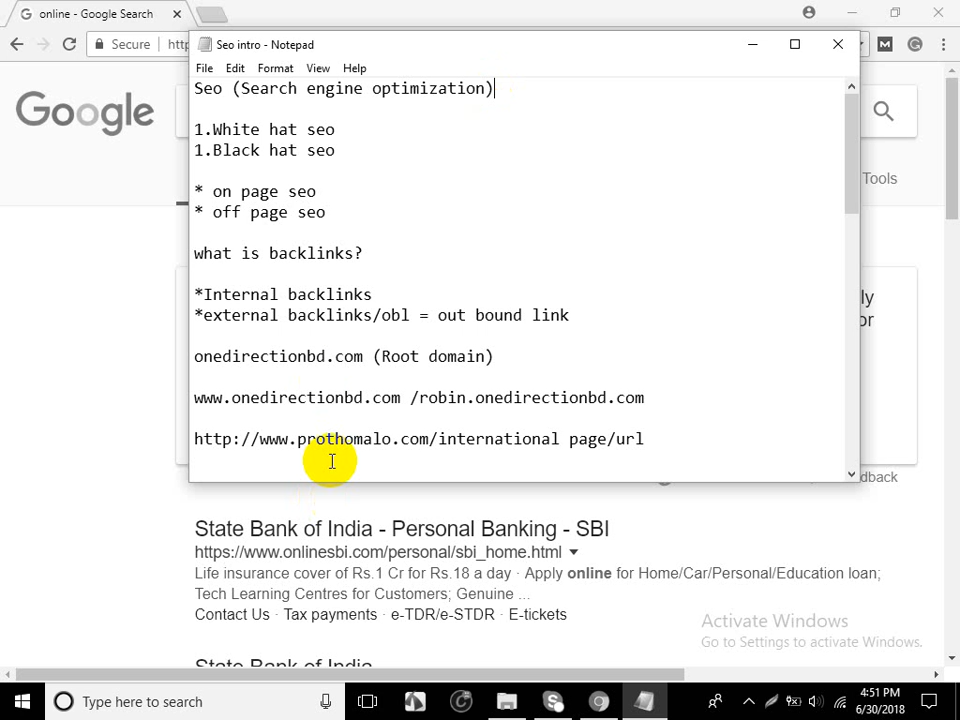 online - Google Search
Secure
http
Seo intro - Notepad
File Edit Format View Help
Seo (Search engine optimization)
1.White hat seo
1.Black hat seo
* on page seo
* off page seo
what is backlinks?
*Internal backlinks
*external backlinks/obl = out bound link
onedirectionbd.com (Root domain)
www.onedirectionbd.com /robin.onedirectionbd.com
http://www.prothomalo.com/international page/url
Google
Tools
State Bank of India - Personal Banking - SBI
https://www.onlinesbi.com/personal/sbi_home.html
Life insurance cover of Rs.1 Cr for Rs.18 a day · Apply online for Home/Car/Personal/Education loan;
Tech Learning Centres for Customers; Genuine ...
Contact Us · Tax payments · e-TDR/e-STDR · E-tickets
Activate Windows
Go to Settings to activate Windows.
State Bank of India
Type here to search
4:51 PM
6/30/2018